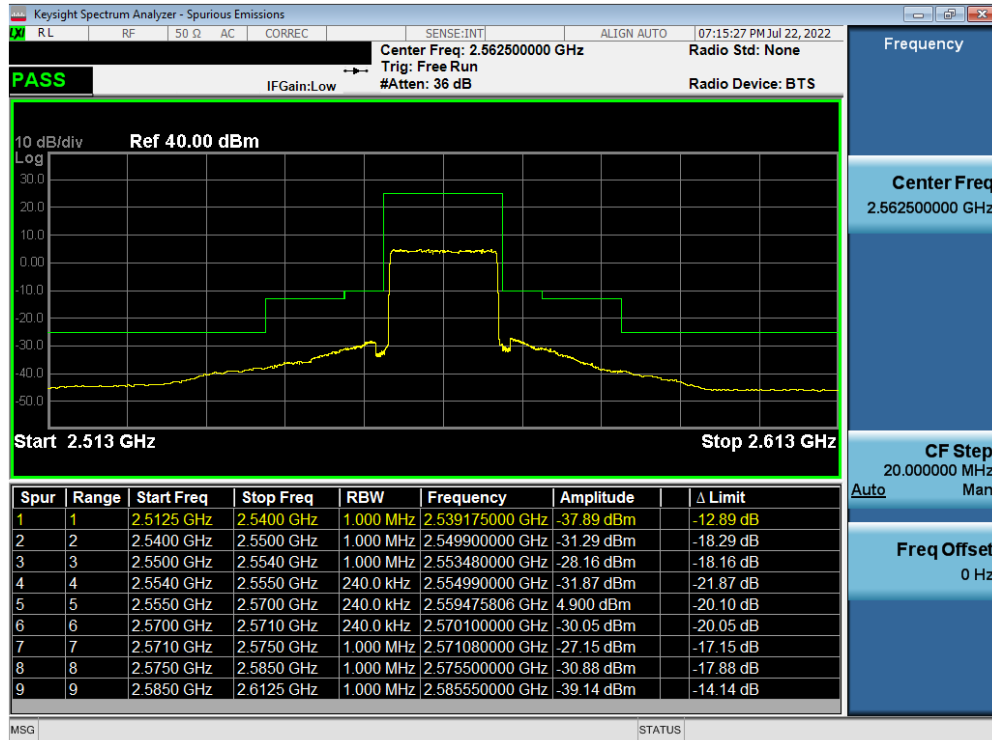 Keysight Spectrum Analyzer - Spurious Emissions
LXI RL RF 50 Ω AC CORREC SENSE:INT ALIGN AUTO 07:15:27 PM Jul 22, 2022
Center Freq: 2.562500000 GHz Radio Std: None
Trig: Free Run
PASS IFGain:Low #Atten: 36 dB Radio Device: BTS
Frequency
10 dB/div Ref 40.00 dBm
Log
30.0
20.0
10.0
0.00
-10.0
-20.0
-30.0
-40.0
-50.0
Start 2.513 GHz Stop 2.613 GHz
Center Freq
2.562500000 GHz
CF Step
20.000000 MHz
Auto Man
Freq Offset
0 Hz
Spur Range Start Freq Stop Freq RBW Frequency Amplitude Δ Limit
1 1 2.5125 GHz 2.5400 GHz 1.000 MHz 2.539175000 GHz -37.89 dBm -12.89 dB
2 2 2.5400 GHz 2.5500 GHz 1.000 MHz 2.549900000 GHz -31.29 dBm -18.29 dB
3 3 2.5500 GHz 2.5540 GHz 1.000 MHz 2.553480000 GHz -28.16 dBm -18.16 dB
4 4 2.5540 GHz 2.5550 GHz 240.0 kHz 2.554990000 GHz -31.87 dBm -21.87 dB
5 5 2.5550 GHz 2.5700 GHz 240.0 kHz 2.559475806 GHz 4.900 dBm -20.10 dB
6 6 2.5700 GHz 2.5710 GHz 240.0 kHz 2.570100000 GHz -30.05 dBm -20.05 dB
7 7 2.5710 GHz 2.5750 GHz 1.000 MHz 2.571080000 GHz -27.15 dBm -17.15 dB
8 8 2.5750 GHz 2.5850 GHz 1.000 MHz 2.575500000 GHz -30.88 dBm -17.88 dB
9 9 2.5850 GHz 2.6125 GHz 1.000 MHz 2.585550000 GHz -39.14 dBm -14.14 dB
MSG STATUS